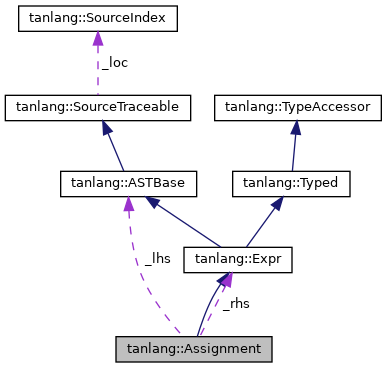 tanlang::SourceIndex
_loc
tanlang::SourceTraceable
tanlang::TypeAccessor
tanlang::ASTBase
tanlang::Typed
_lhs
tanlang::Expr
_rhs
tanlang::Assignment